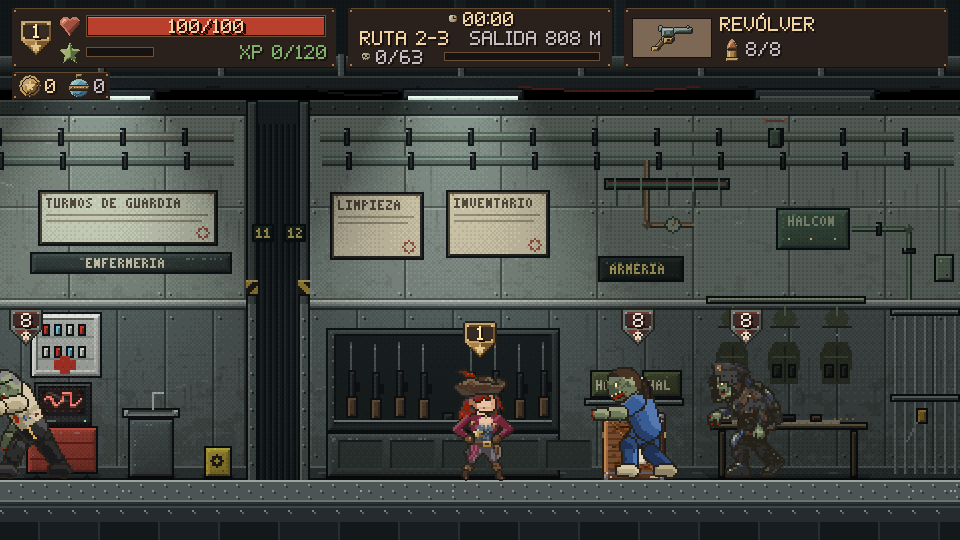 1
100/100
XP 0/120
00:00
RUTA 2-3 SALIDA 808 M
0/63
REVÓLVER
8/8
0 0
TURNOS DE GUARDIA
LIMPIEZA
INVENTARIO
HALCON
11 12
ENFERMERIA
ARMERIA
8
1
8
8